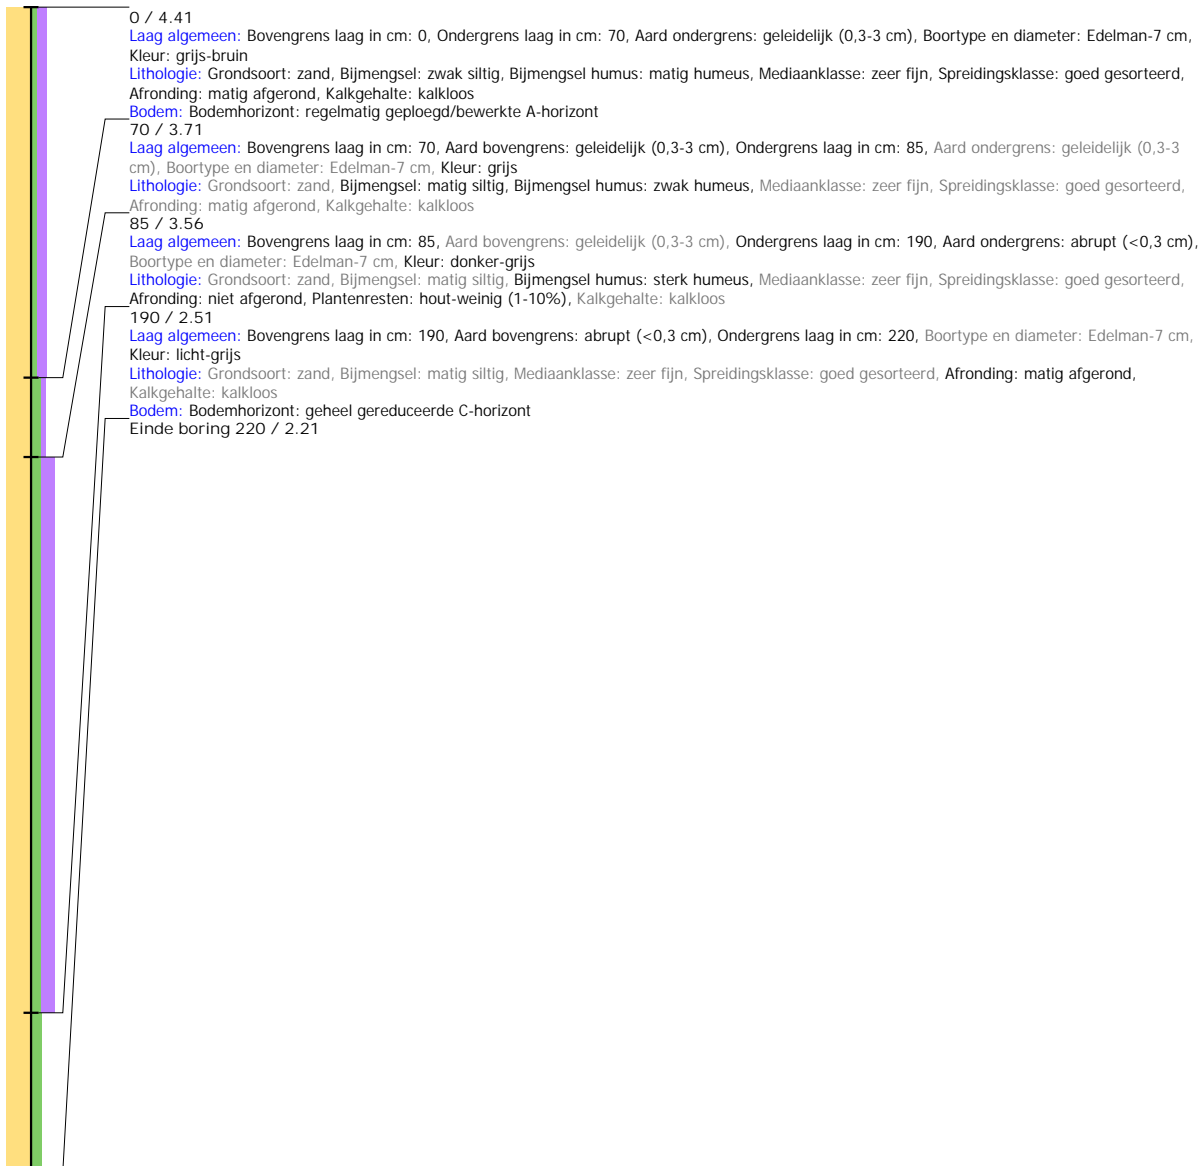 0 / 4.41
Laag algemeen: Bovengrens laag in cm: 0, Ondergrens laag in cm: 70, Aard ondergrens: geleidelijk (0,3-3 cm), Boortype en diameter: Edelman-7 cm,
Kleur: grijs-bruin
Lithologie: Grondsoort: zand, Bijmengsel: zwak siltig, Bijmengsel humus: matig humeus, Mediaanklasse: zeer fijn, Spreidingsklasse: goed gesorteerd,
Afronding: matig afgerond, Kalkgehalte: kalkloos
Bodem: Bodemhorizont: regelmatig geploegd/bewerkte A-horizont
70 / 3.71
Laag algemeen: Bovengrens laag in cm: 70, Aard bovengrens: geleidelijk (0,3-3 cm), Ondergrens laag in cm: 85, Aard ondergrens: geleidelijk (0,3-3
cm), Boortype en diameter: Edelman-7 cm, Kleur: grijs
Lithologie: Grondsoort: zand, Bijmengsel: matig siltig, Bijmengsel humus: zwak humeus, Mediaanklasse: zeer fijn, Spreidingsklasse: goed gesorteerd,
Afronding: matig afgerond, Kalkgehalte: kalkloos
85 / 3.56
Laag algemeen: Bovengrens laag in cm: 85, Aard bovengrens: geleidelijk (0,3-3 cm), Ondergrens laag in cm: 190, Aard ondergrens: abrupt (<0,3 cm),
Boortype en diameter: Edelman-7 cm, Kleur: donker-grijs
Lithologie: Grondsoort: zand, Bijmengsel: matig siltig, Bijmengsel humus: sterk humeus, Mediaanklasse: zeer fijn, Spreidingsklasse: goed gesorteerd,
Afronding: niet afgerond, Plantenresten: hout-weinig (1-10%), Kalkgehalte: kalkloos
190 / 2.51
Laag algemeen: Bovengrens laag in cm: 190, Aard bovengrens: abrupt (<0,3 cm), Ondergrens laag in cm: 220, Boortype en diameter: Edelman-7 cm,
Kleur: licht-grijs
Lithologie: Grondsoort: zand, Bijmengsel: matig siltig, Mediaanklasse: zeer fijn, Spreidingsklasse: goed gesorteerd, Afronding: matig afgerond,
Kalkgehalte: kalkloos
Bodem: Bodemhorizont: geheel gereduceerde C-horizont
Einde boring 220 / 2.21